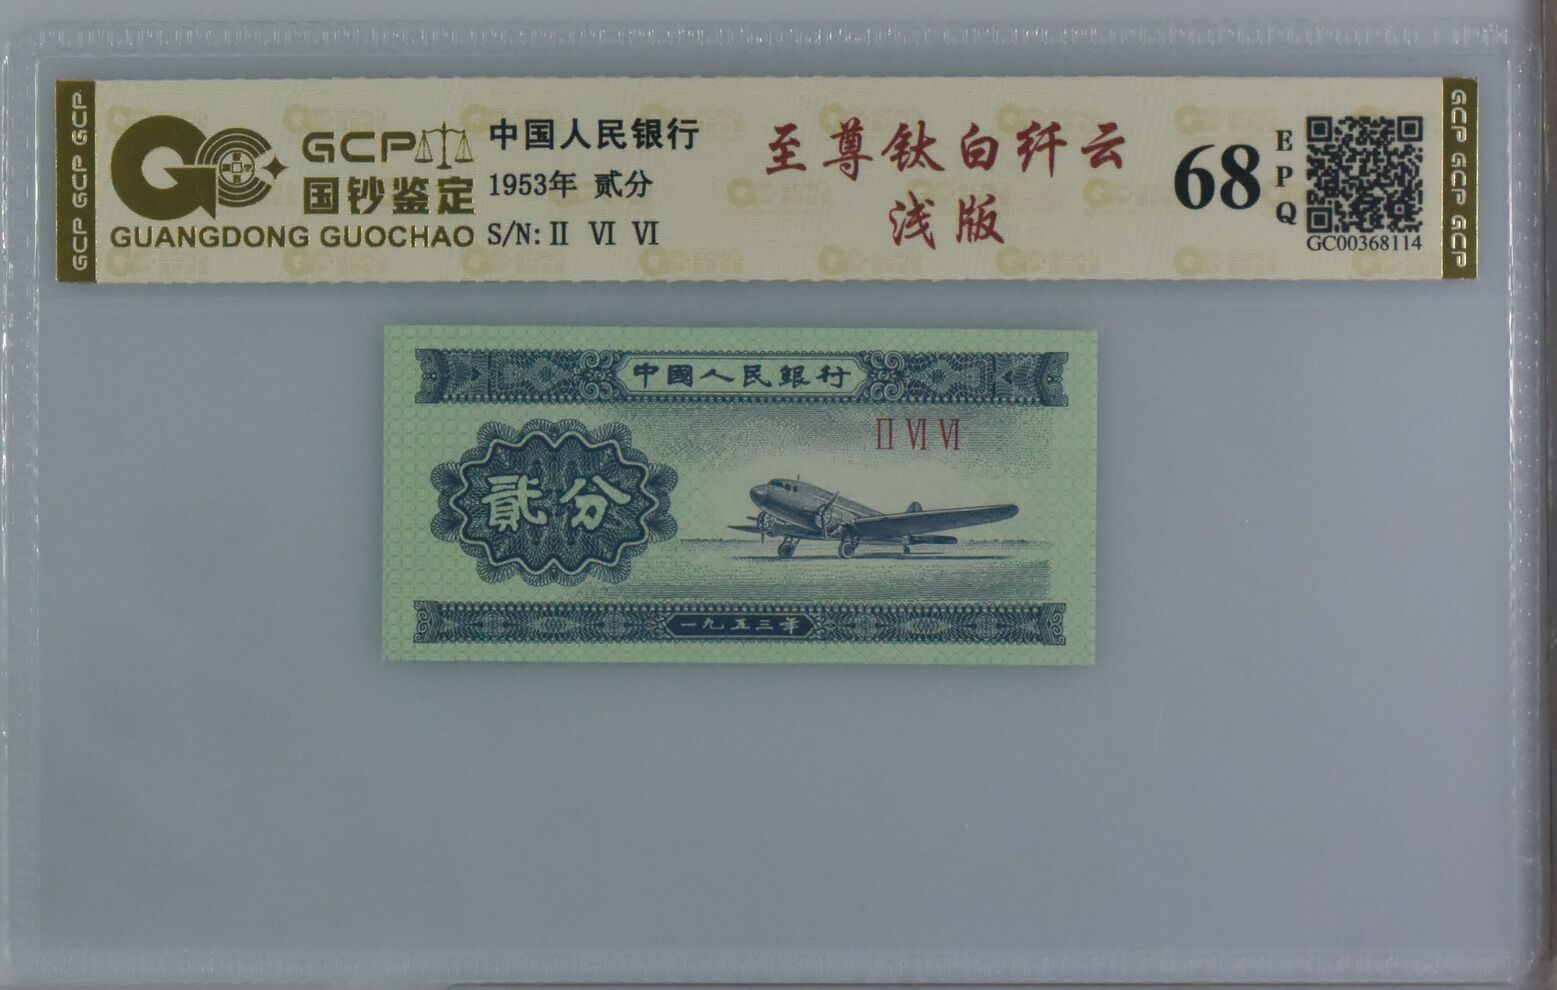 GCP GCP GCP
GCP
国钞鉴定
GUANGDONG GUOCHAO
中国人民银行
1953年 贰分
S/N: II VI VI
至尊钛白纤云
浅版
68
EPQ
GC00368114
GCP GCP GCP
中國人民銀行
II VI VI
貳分
一九五三年